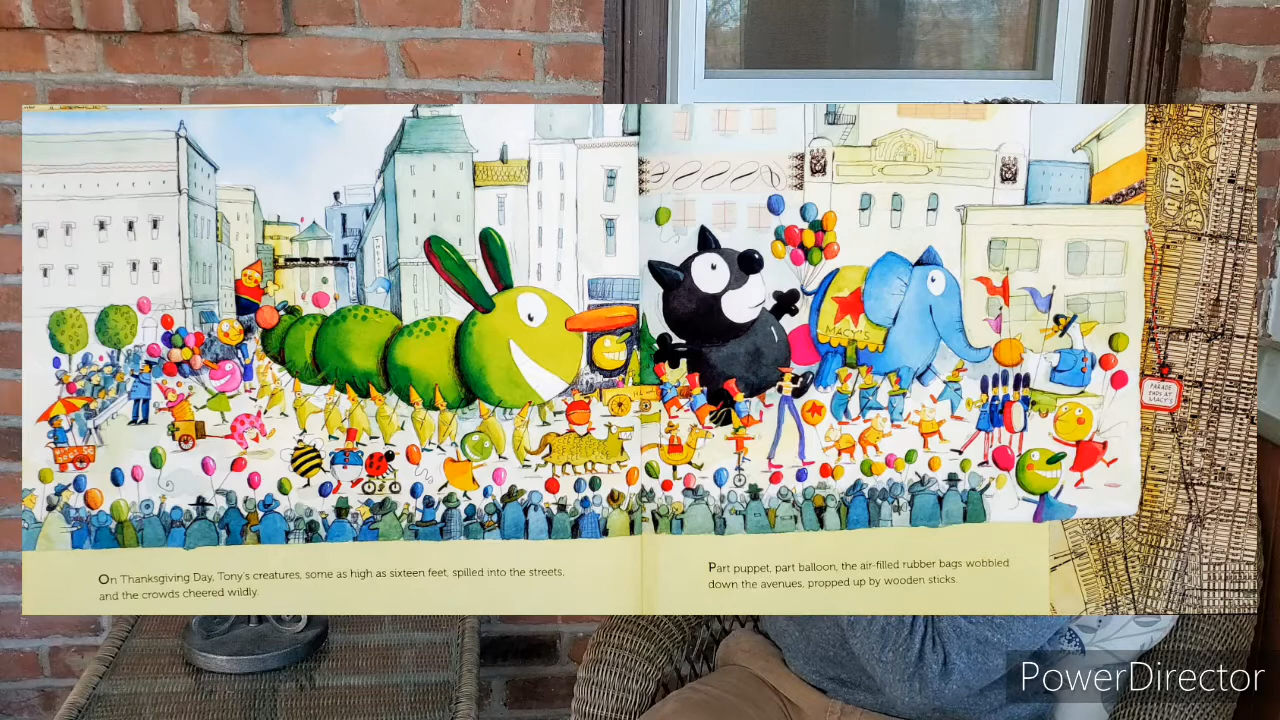 MACY'S
PARADE
ENDS AT
MACY'S
On Thanksgiving Day, Tony's creatures, some as high as sixteen feet, spilled into the streets,
and the crowds cheered wildly.
Part puppet, part balloon, the air-filled rubber bags wobbled
down the avenues, propped up by wooden sticks.
PowerDirector